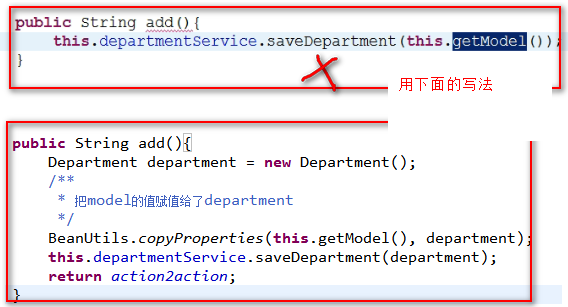 public String add(){
this.departmentService.saveDepartment(this.getModel());
}
用下面的写法
public String add(){
Department department = new Department();
/**
* 把model的值赋值给了department
*/
BeanUtils.copyProperties(this.getModel(), department);
this.departmentService.saveDepartment(department);
return action2action;
}